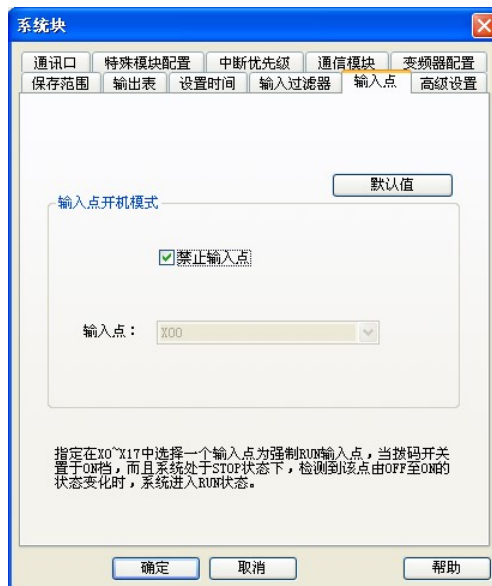 系统块
通讯口 特殊模块配置 中断优先级 通信模块 变频器配置
保存范围 输出表 设置时间 输入过滤器 输入点 高级设置
默认值
输入点开机模式
禁止输入点
输入点： X00
指定在X0~X17中选择一个输入点为强制RUN输入点，当拨码开关
置于ON档，而且系统处于STOP状态下，检测到该点由OFF至ON的
状态变化时，系统进入RUN状态。
确定 取消 帮助